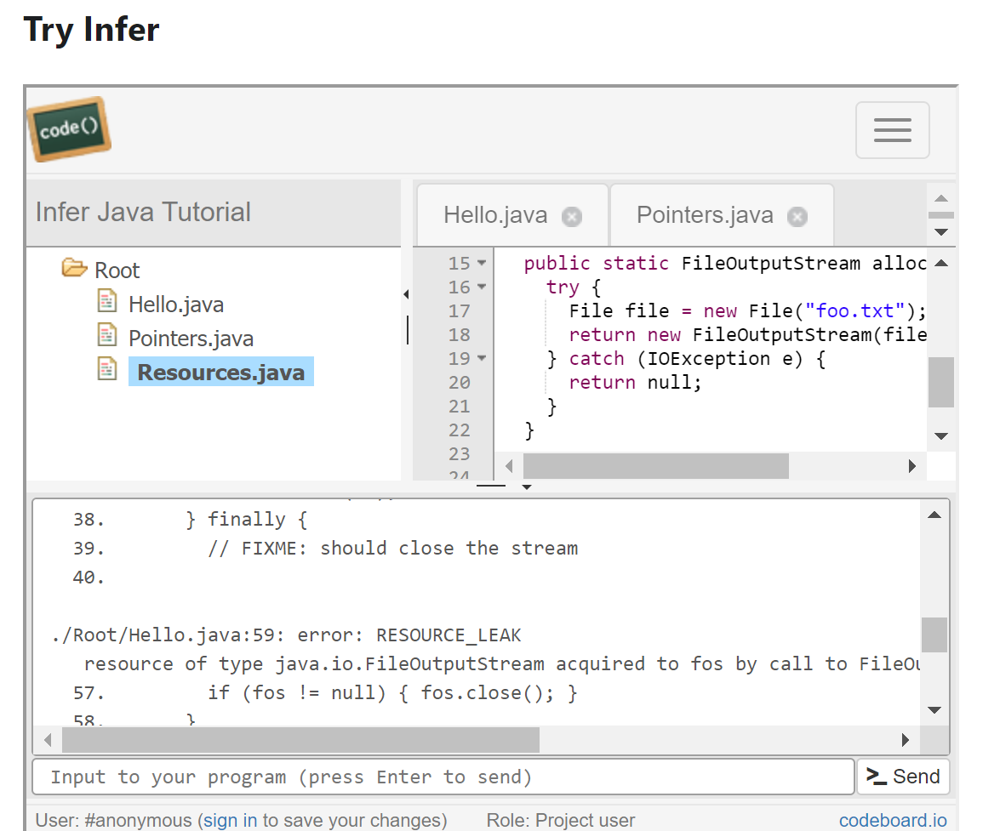 Try Infer
code()
Infer Java Tutorial
Root
Hello.java
Pointers.java
Resources.java
Hello.java
Pointers.java
15 public static FileOutputStream alloc
16 try {
17 File file = new File("foo.txt");
18 return new FileOutputStream(file
19 } catch (IOException e) {
20 return null;
21 }
22 }
23
24
38. } finally {
39. // FIXME: should close the stream
40.
./Root/Hello.java:59: error: RESOURCE_LEAK
resource of type java.io.FileOutputStream acquired to fos by call to FileOu
57. if (fos != null) { fos.close(); }
58. }
Input to your program (press Enter to send)
>_ Send
User: #anonymous (sign in to save your changes) Role: Project user codeboard.io